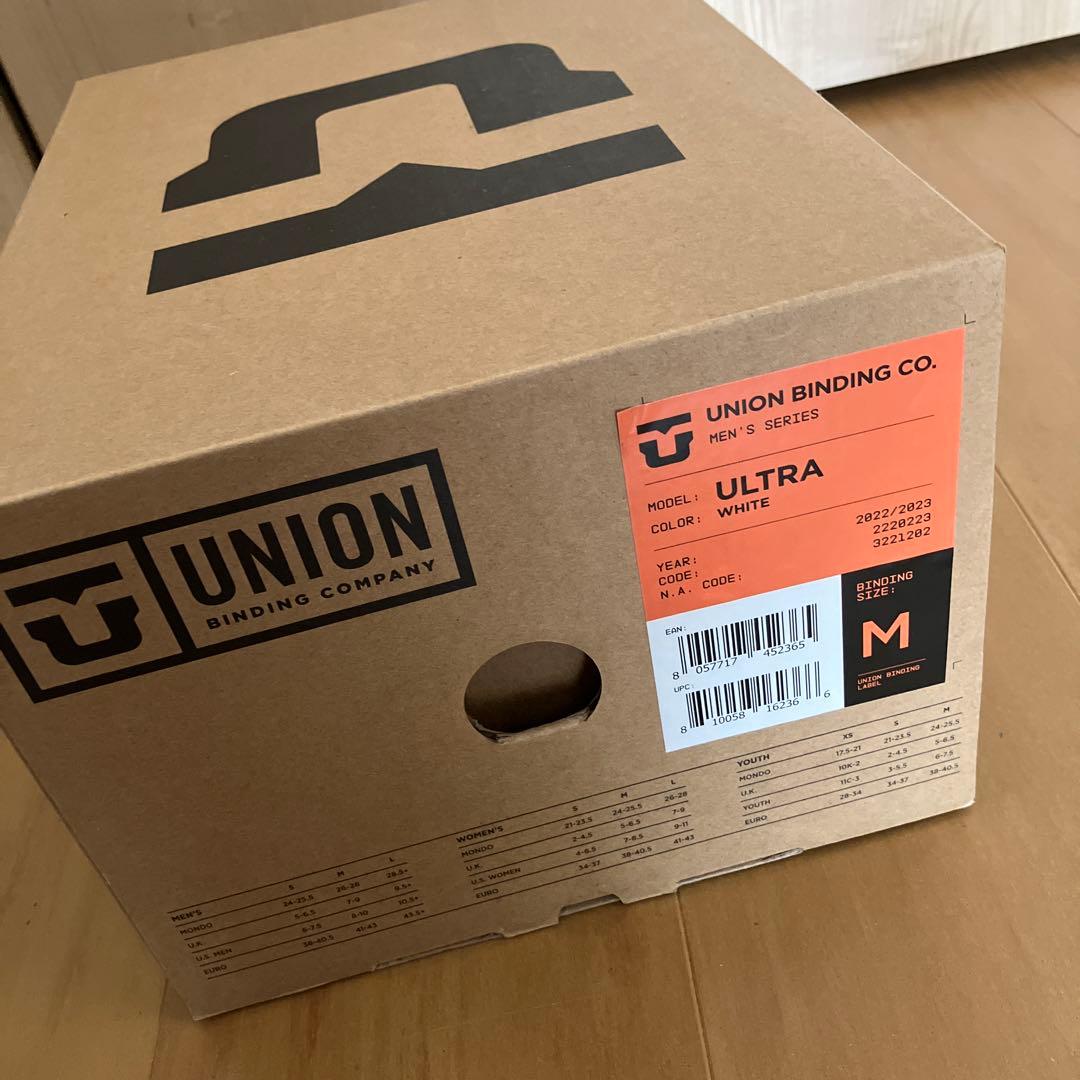 UNION
BINDING COMPANY
UNION BINDING CO.
MEN'S SERIES
MODEL: ULTRA
COLOR: WHITE
YEAR: 2022/2023
CODE: 2220223
N.A. CODE: 3221202
EAN:
8 057717 452365
UPC:
8 10058 16236 6
BINDING
SIZE:
M
UNION BINDING
LABEL
MEN'S S M L
MONDO 24-25.5 26-28 28.5+
U.K. 5-6.5 7-9 9.5+
U.S. MEN 6-7.5 8-10 10.5+
EURO 38-40.5 41-43 43.5+
WOMEN'S S M L
MONDO 21-23.5 24-25.5 26-28
U.K. 2-4.5 5-6.5 7-9
U.S. WOMEN 4-6.5 7-8.5 9-11
EURO 34-37 38-40.5 41-43
YOUTH XS S M
MONDO 17.5-21 21-23.5 24-25.5
U.K. 10K-2 2-4.5 5-6.5
YOUTH 11C-3 3-5.5 6-7.5
EURO 28-34 34-37 38-40.5